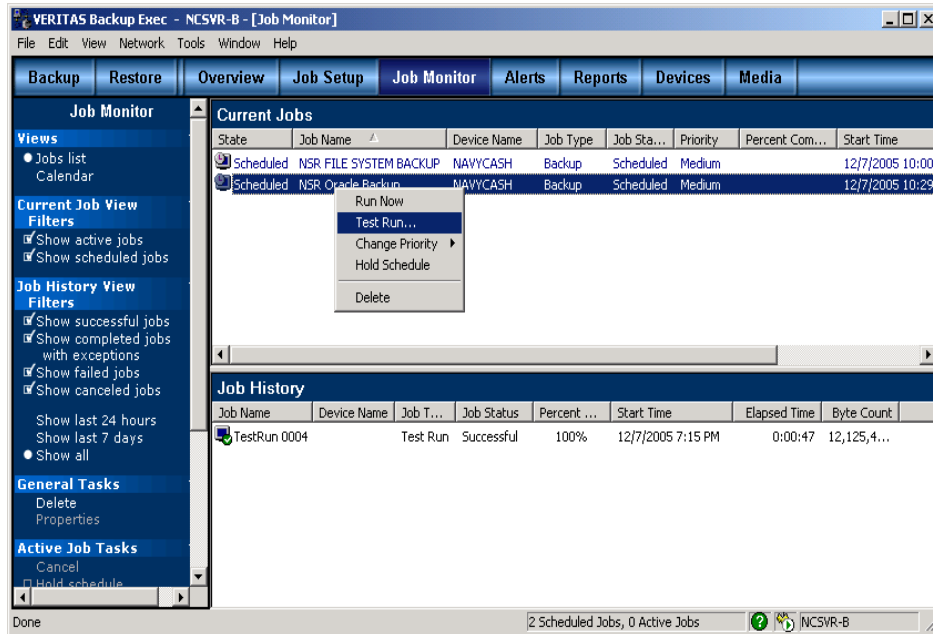 VERITAS Backup Exec - NCSVR-B - [Job Monitor]
File Edit View Network Tools Window Help
Backup Restore Overview Job Setup Job Monitor Alerts Reports Devices Media
Job Monitor
Views
Jobs list
Calendar
Current Job View
Filters
Show active jobs
Show scheduled jobs
Job History View
Filters
Show successful jobs
Show completed jobs
with exceptions
Show failed jobs
Show canceled jobs
Show last 24 hours
Show last 7 days
Show all
General Tasks
Delete
Properties
Active Job Tasks
Cancel
Hold schedule
Current Jobs
State Job Name Device Name Job Type Job Sta... Priority Percent Com... Start Time
Scheduled NSR FILE SYSTEM BACKUP NAVYCASH Backup Scheduled Medium 12/7/2005 10:00
Scheduled NSR Oracle Backup NAVYCASH Backup Scheduled Medium 12/7/2005 10:29
Run Now
Test Run...
Change Priority
Hold Schedule
Delete
Job History
Job Name Device Name Job T... Job Status Percent ... Start Time Elapsed Time Byte Count
TestRun 0004 Test Run Successful 100% 12/7/2005 7:15 PM 0:00:47 12,125,4...
Done 2 Scheduled Jobs, 0 Active Jobs NCSVR-B